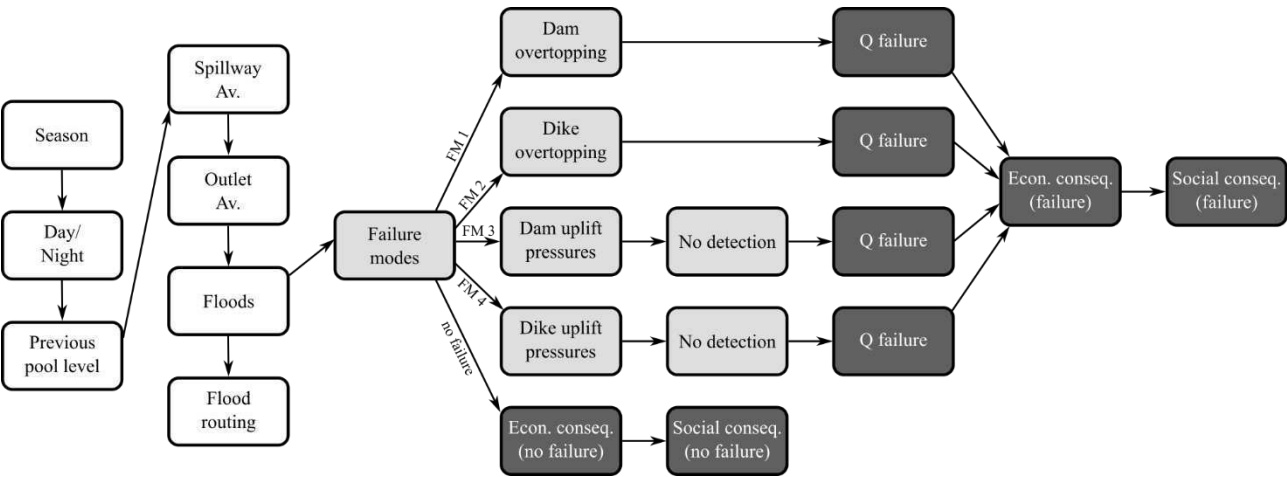 Season
Day/
Night
Previous
pool level
Spillway
Av.
Outlet
Av.
Floods
Flood
routing
Failure
modes
FM 1
FM 2
FM 3
FM 4
no failure
Dam
overtopping
Q failure
Dike
overtopping
Q failure
Dam uplift
pressures
No detection
Q failure
Dike uplift
pressures
No detection
Q failure
Econ. conseq.
(no failure)
Social conseq.
(no failure)
Econ. conseq.
(failure)
Social conseq.
(failure)